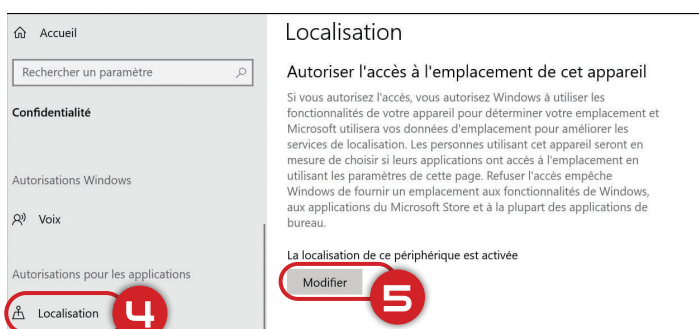 Accueil
Rechercher un paramètre
Confidentialité
Autorisations Windows
Voix
Autorisations pour les applications
Localisation
4
Localisation
Autoriser l'accès à l'emplacement de cet appareil
Si vous autorisez l'accès, vous autorisez Windows à utiliser les
fonctionnalités de votre appareil pour déterminer votre emplacement et
Microsoft utilisera vos données d'emplacement pour améliorer les
services de localisation. Les personnes utilisant cet appareil seront en
mesure de choisir si leurs applications ont accès à l'emplacement en
utilisant les paramètres de cette page. Refuser l'accès empêche
Windows de fournir un emplacement aux fonctionnalités de Windows,
aux applications du Microsoft Store et à la plupart des applications de
bureau.
La localisation de ce périphérique est activée
Modifier
5